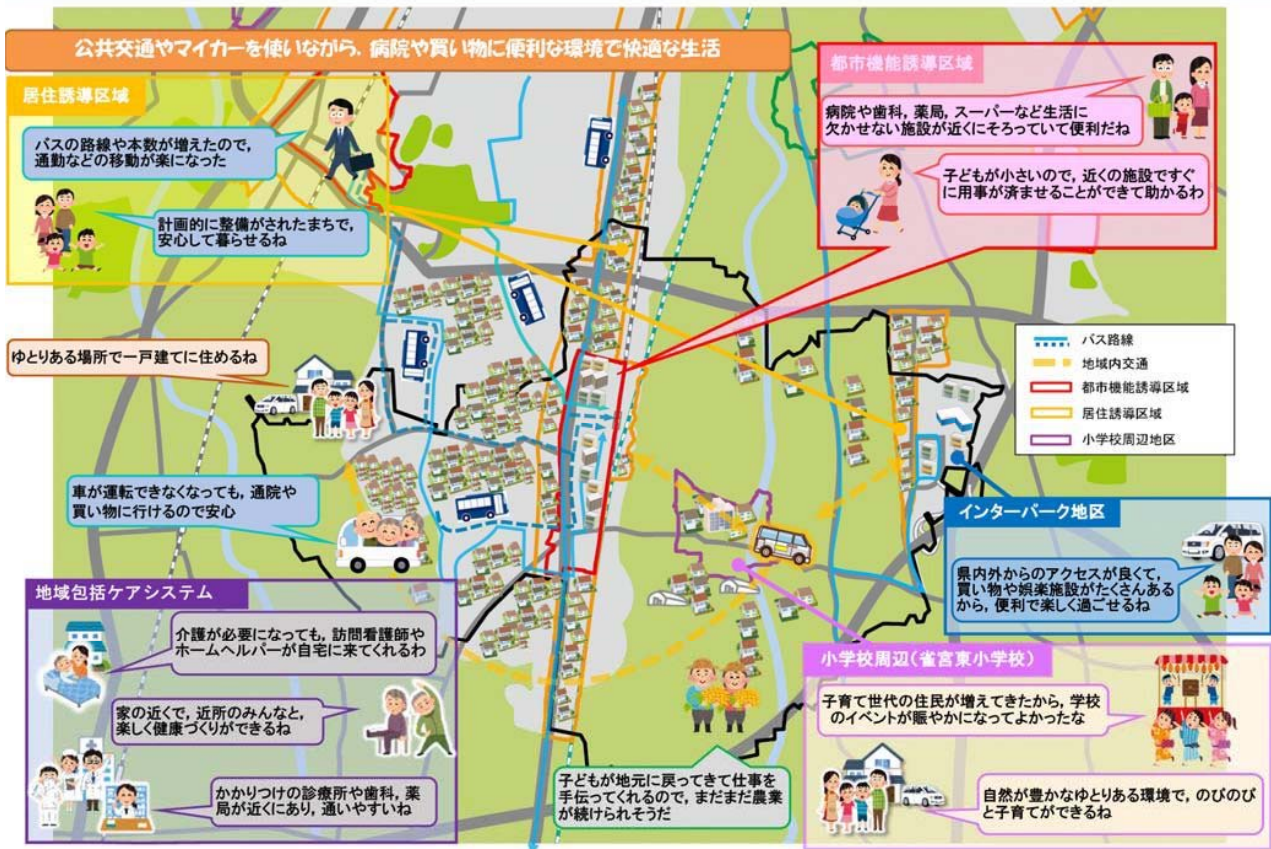 公共交通やマイカーを使いながら、病院や買い物に便利な環境で快適な生活
居住誘導区域
バスの路線や本数が増えたので，
通勤などの移動が楽になった
計画的に整備がされたまちで，
安心して暮らせるね
都市機能誘導区域
病院や歯科，薬局，スーパーなど生活に
欠かせない施設が近くにそろっていて便利だね
子どもが小さいので，近くの施設ですぐ
に用事が済ませることができて助かるわ
ゆとりある場所で一戸建てに住めるね
バス路線
地域内交通
都市機能誘導区域
居住誘導区域
小学校周辺地区
車が運転できなくなっても，通院や
買い物に行けるので安心
インターパーク地区
県内外からのアクセスが良くて，
買い物や娯楽施設がたくさんある
から，便利で楽しく過ごせるね
地域包括ケアシステム
介護が必要になっても，訪問看護師や
ホームヘルパーが自宅に来てくれるわ
家の近くで，近所のみんなと，
楽しく健康づくりができるね
かかりつけの診療所や歯科，薬
局が近くにあり，通いやすいね
子どもが地元に戻ってきて仕事を
手伝ってくれるので，まだまだ農業
が続けられそうだ
小学校周辺（雀宮東小学校）
子育て世代の住民が増えてきたから，学校
のイベントが賑やかになってよかったな
自然が豊かなゆとりある環境で，のびのび
と子育てができるね